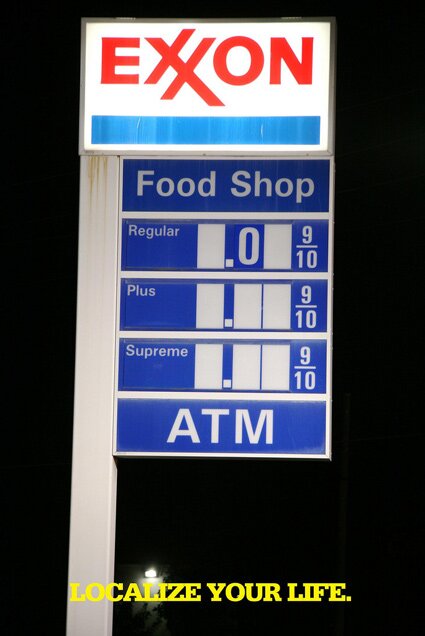 EXXON
Food Shop
Regular .0 9/10
Plus . 9/10
Supreme . 9/10
ATM
LOCALIZE YOUR LIFE.